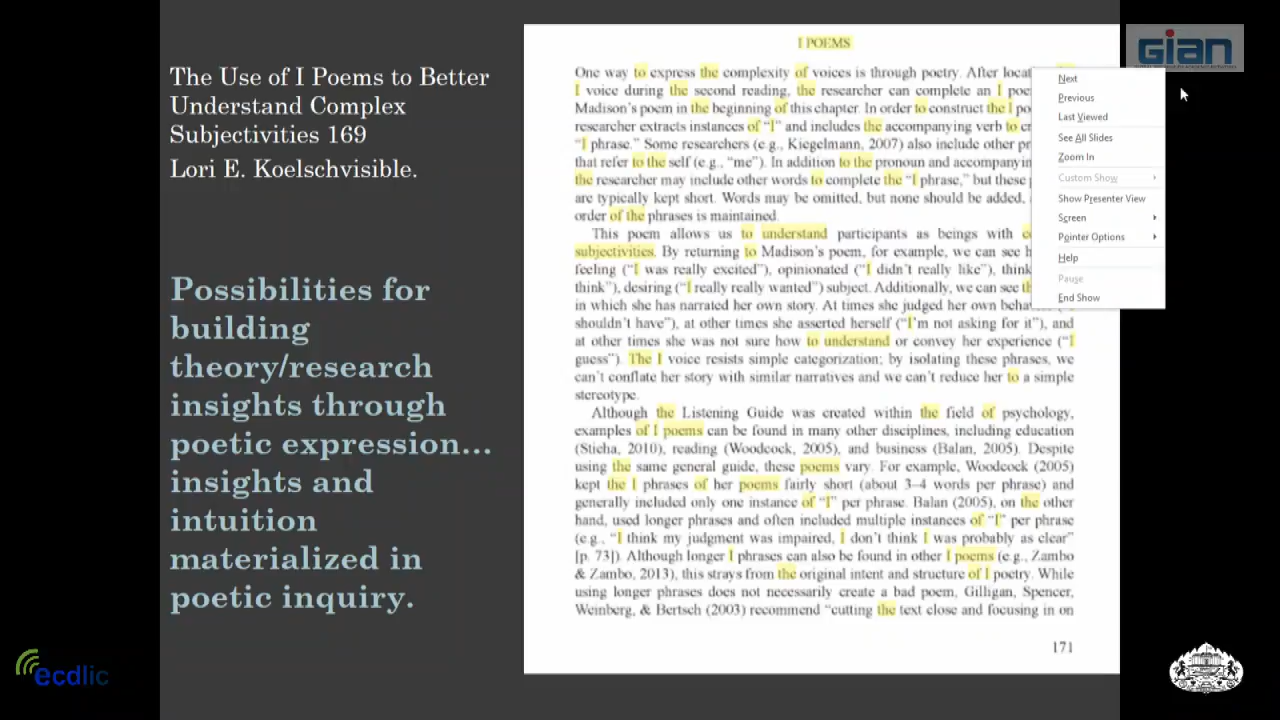 The Use of I Poems to Better
Understand Complex
Subjectivities 169
Lori E. Koelschvisible.
Possibilities for
building
theory/research
insights through
poetic expression...
insights and
intuition
materialized in
poetic inquiry.
I POEMS
One way to express the complexity of voices is through poetry. After locat
I voice during the second reading, the researcher can complete an I poe
Madison's poem in the beginning of this chapter. In order to construct the I po
researcher extracts instances of "I" and includes the accompanying verb to cr
"I phrase." Some researchers (e.g., Kiegelmann, 2007) also include other pr
that refer to the self (e.g., "me"). In addition to the pronoun and accompanyin
the researcher may include other words to complete the "I phrase," but these
are typically kept short. Words may be omitted, but none should be added,
order of the phrases is maintained.
This poem allows us to understand participants as beings with
subjectivities. By returning to Madison's poem, for example, we can see h
feeling ("I was really excited"), opinionated ("I didn't really like"), think
think"), desiring ("I really really wanted") subject. Additionally, we can see
in which she has narrated her own story. At times she judged her own beha
shouldn't have"), at other times she asserted herself ("I'm not asking for it"), and
at other times she was not sure how to understand or convey her experience ("I
guess"). The I voice resists simple categorization; by isolating these phrases, we
can't conflate her story with similar narratives and we can't reduce her to a simple
stereotype.
Although the Listening Guide was created within the field of psychology,
examples of I poems can be found in many other disciplines, including education
(Sticha, 2010), reading (Woodcock, 2005), and business (Balan, 2005). Despite
using the same general guide, these poems vary. For example, Woodcock (2005)
kept the I phrases of her poems fairly short (about 3–4 words per phrase) and
generally included only one instance of "I" per phrase. Balan (2005), on the other
hand, used longer phrases and often included multiple instances of "I" per phrase
(e.g., "I think my judgment was impaired, I don't think I was probably as clear"
[p. 73]). Although longer I phrases can also be found in other I poems (e.g., Zambo
& Zambo, 2013), this strays from the original intent and structure of I poetry. While
using longer phrases does not necessarily create a bad poem, Gilligan, Spencer,
Weinberg, & Bertsch (2003) recommend "cutting the text close and focusing in on
171
Next
Previous
Last Viewed
See All Slides
Zoom In
Custom Show
Show Presenter View
Screen
Pointer Options
Help
Pause
End Show
GIAN
ecdlic